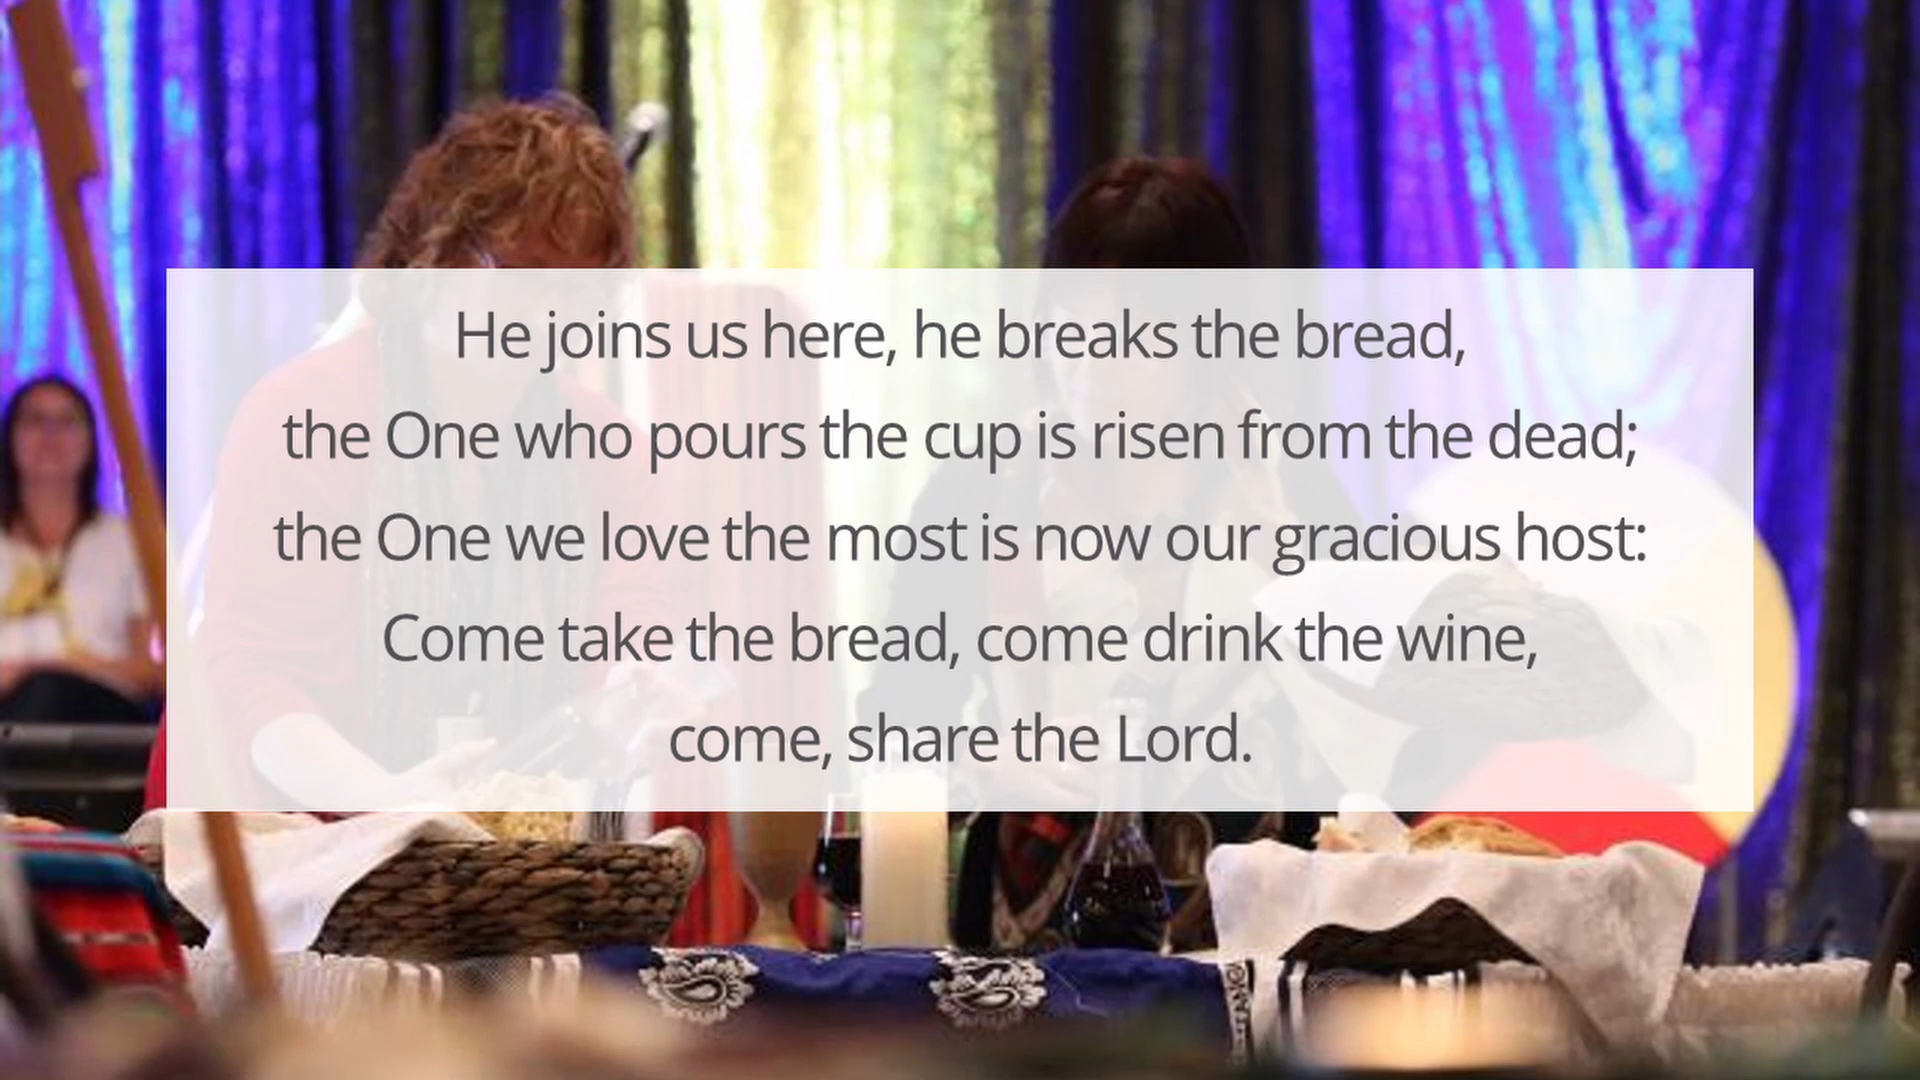 He joins us here, he breaks the bread,
the One who pours the cup is risen from the dead;
the One we love the most is now our gracious host:
Come take the bread, come drink the wine,
come, share the Lord.